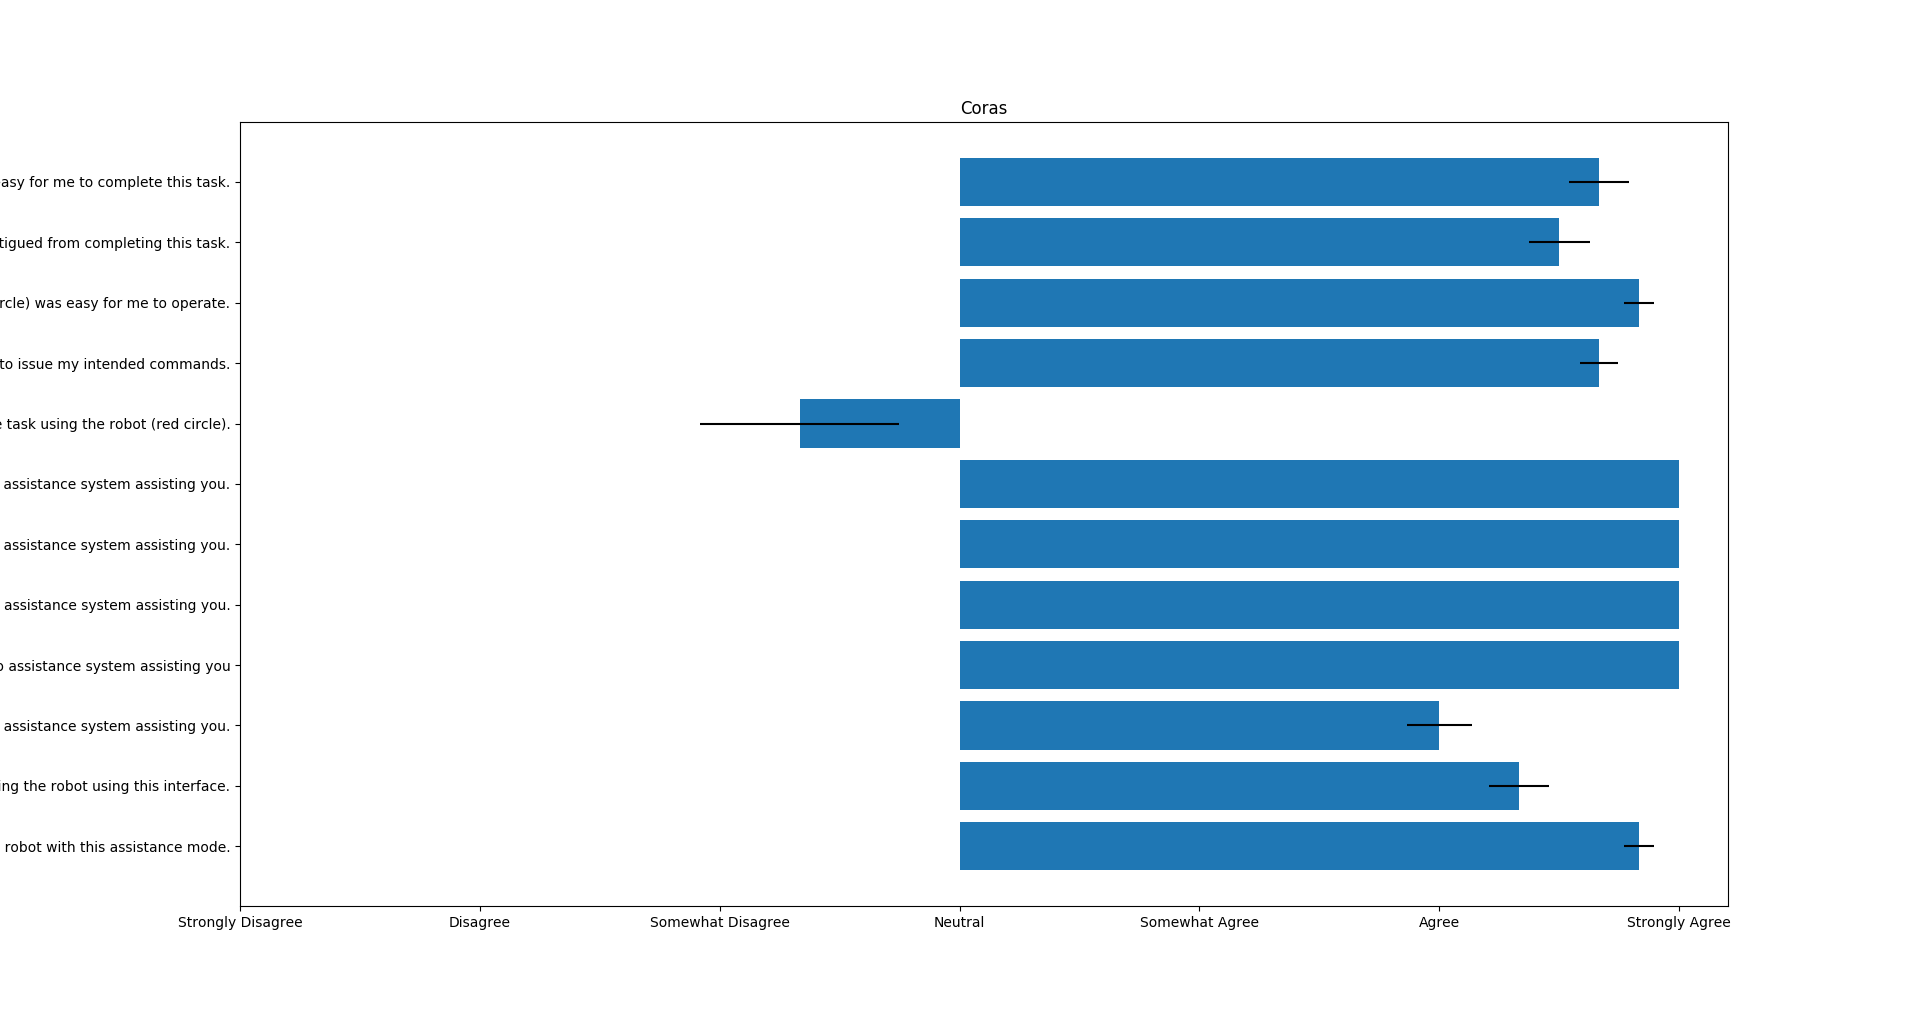 Coras
easy for me to complete this task.
tigued from completing this task.
rcle) was easy for me to operate.
to issue my intended commands.
task using the robot (red circle).
assistance system assisting you.
assistance system assisting you.
assistance system assisting you.
assistance system assisting you
assistance system assisting you.
ing the robot using this interface.
robot with this assistance mode.
Strongly Disagree Disagree Somewhat Disagree Neutral Somewhat Agree Agree Strongly Agree